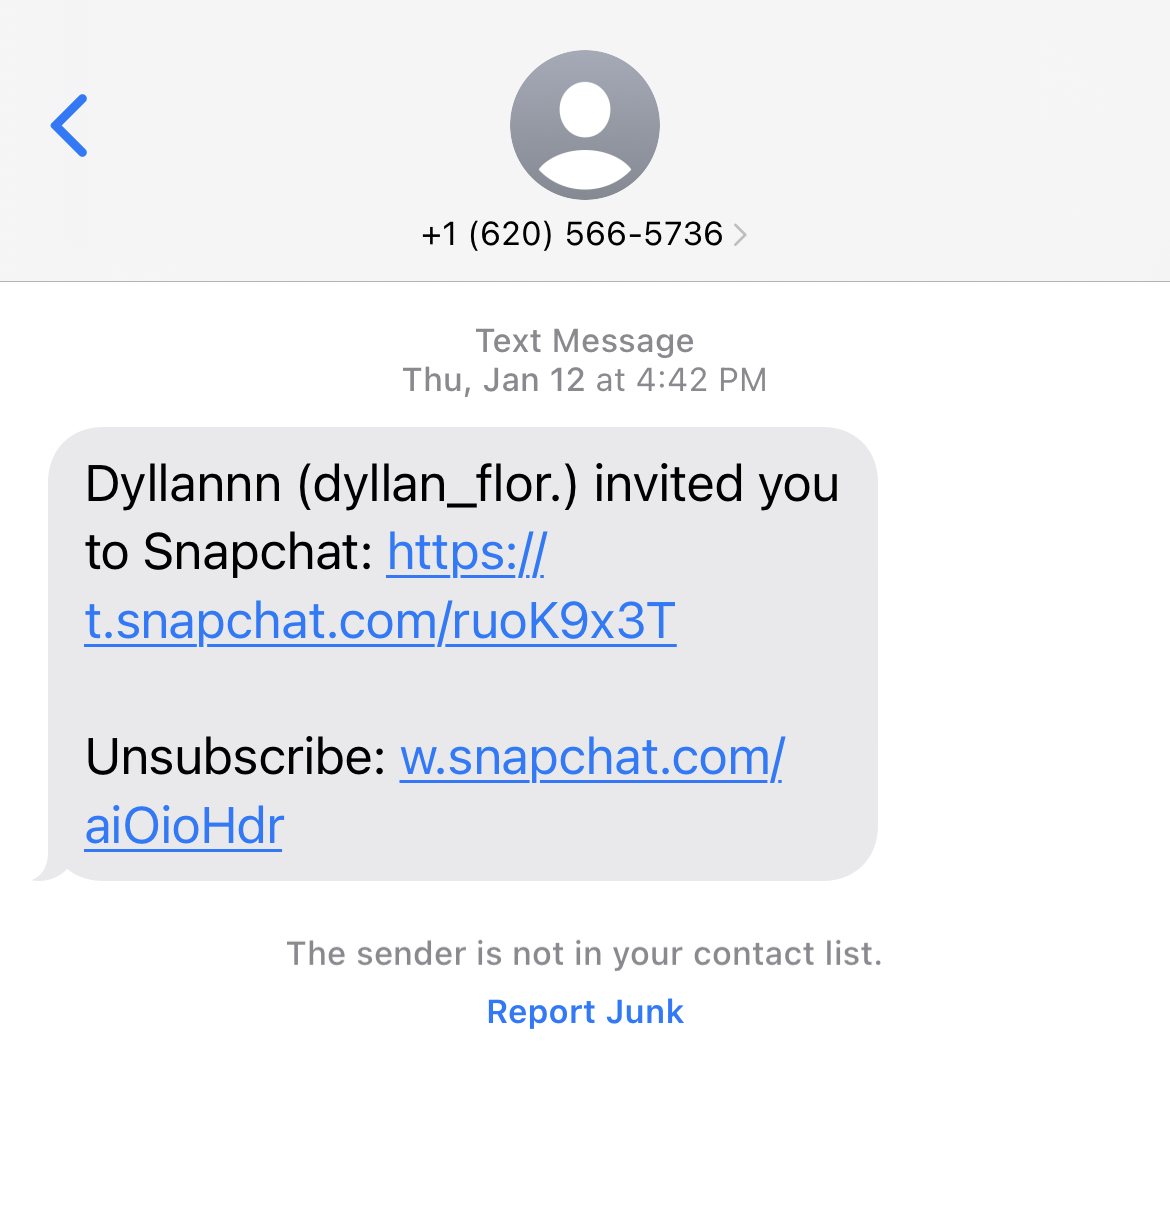 +1 (620) 566-5736
Text Message
Thu, Jan 12 at 4:42 PM
Dyllannn (dyllan_flor.) invited you
to Snapchat: https://
t.snapchat.com/ruoK9x3T
Unsubscribe: w.snapchat.com/
aiOioHdr
The sender is not in your contact list.
Report Junk